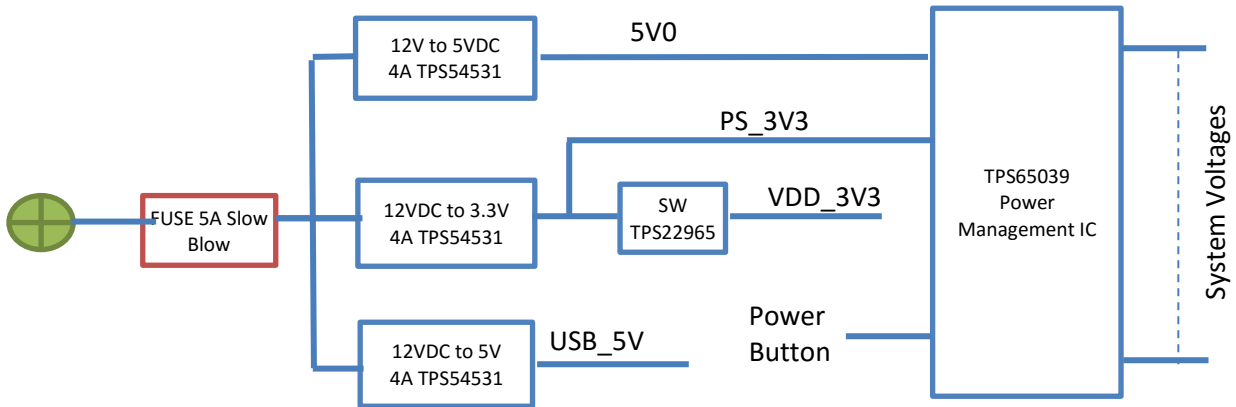 12V to 5VDC
4A TPS54531
5V0
PS_3V3
FUSE 5A Slow
Blow
12VDC to 3.3V
4A TPS54531
SW
TPS22965
VDD_3V3
12VDC to 5V
4A TPS54531
USB_5V
Power
Button
TPS65039
Power
Management IC
System Voltages